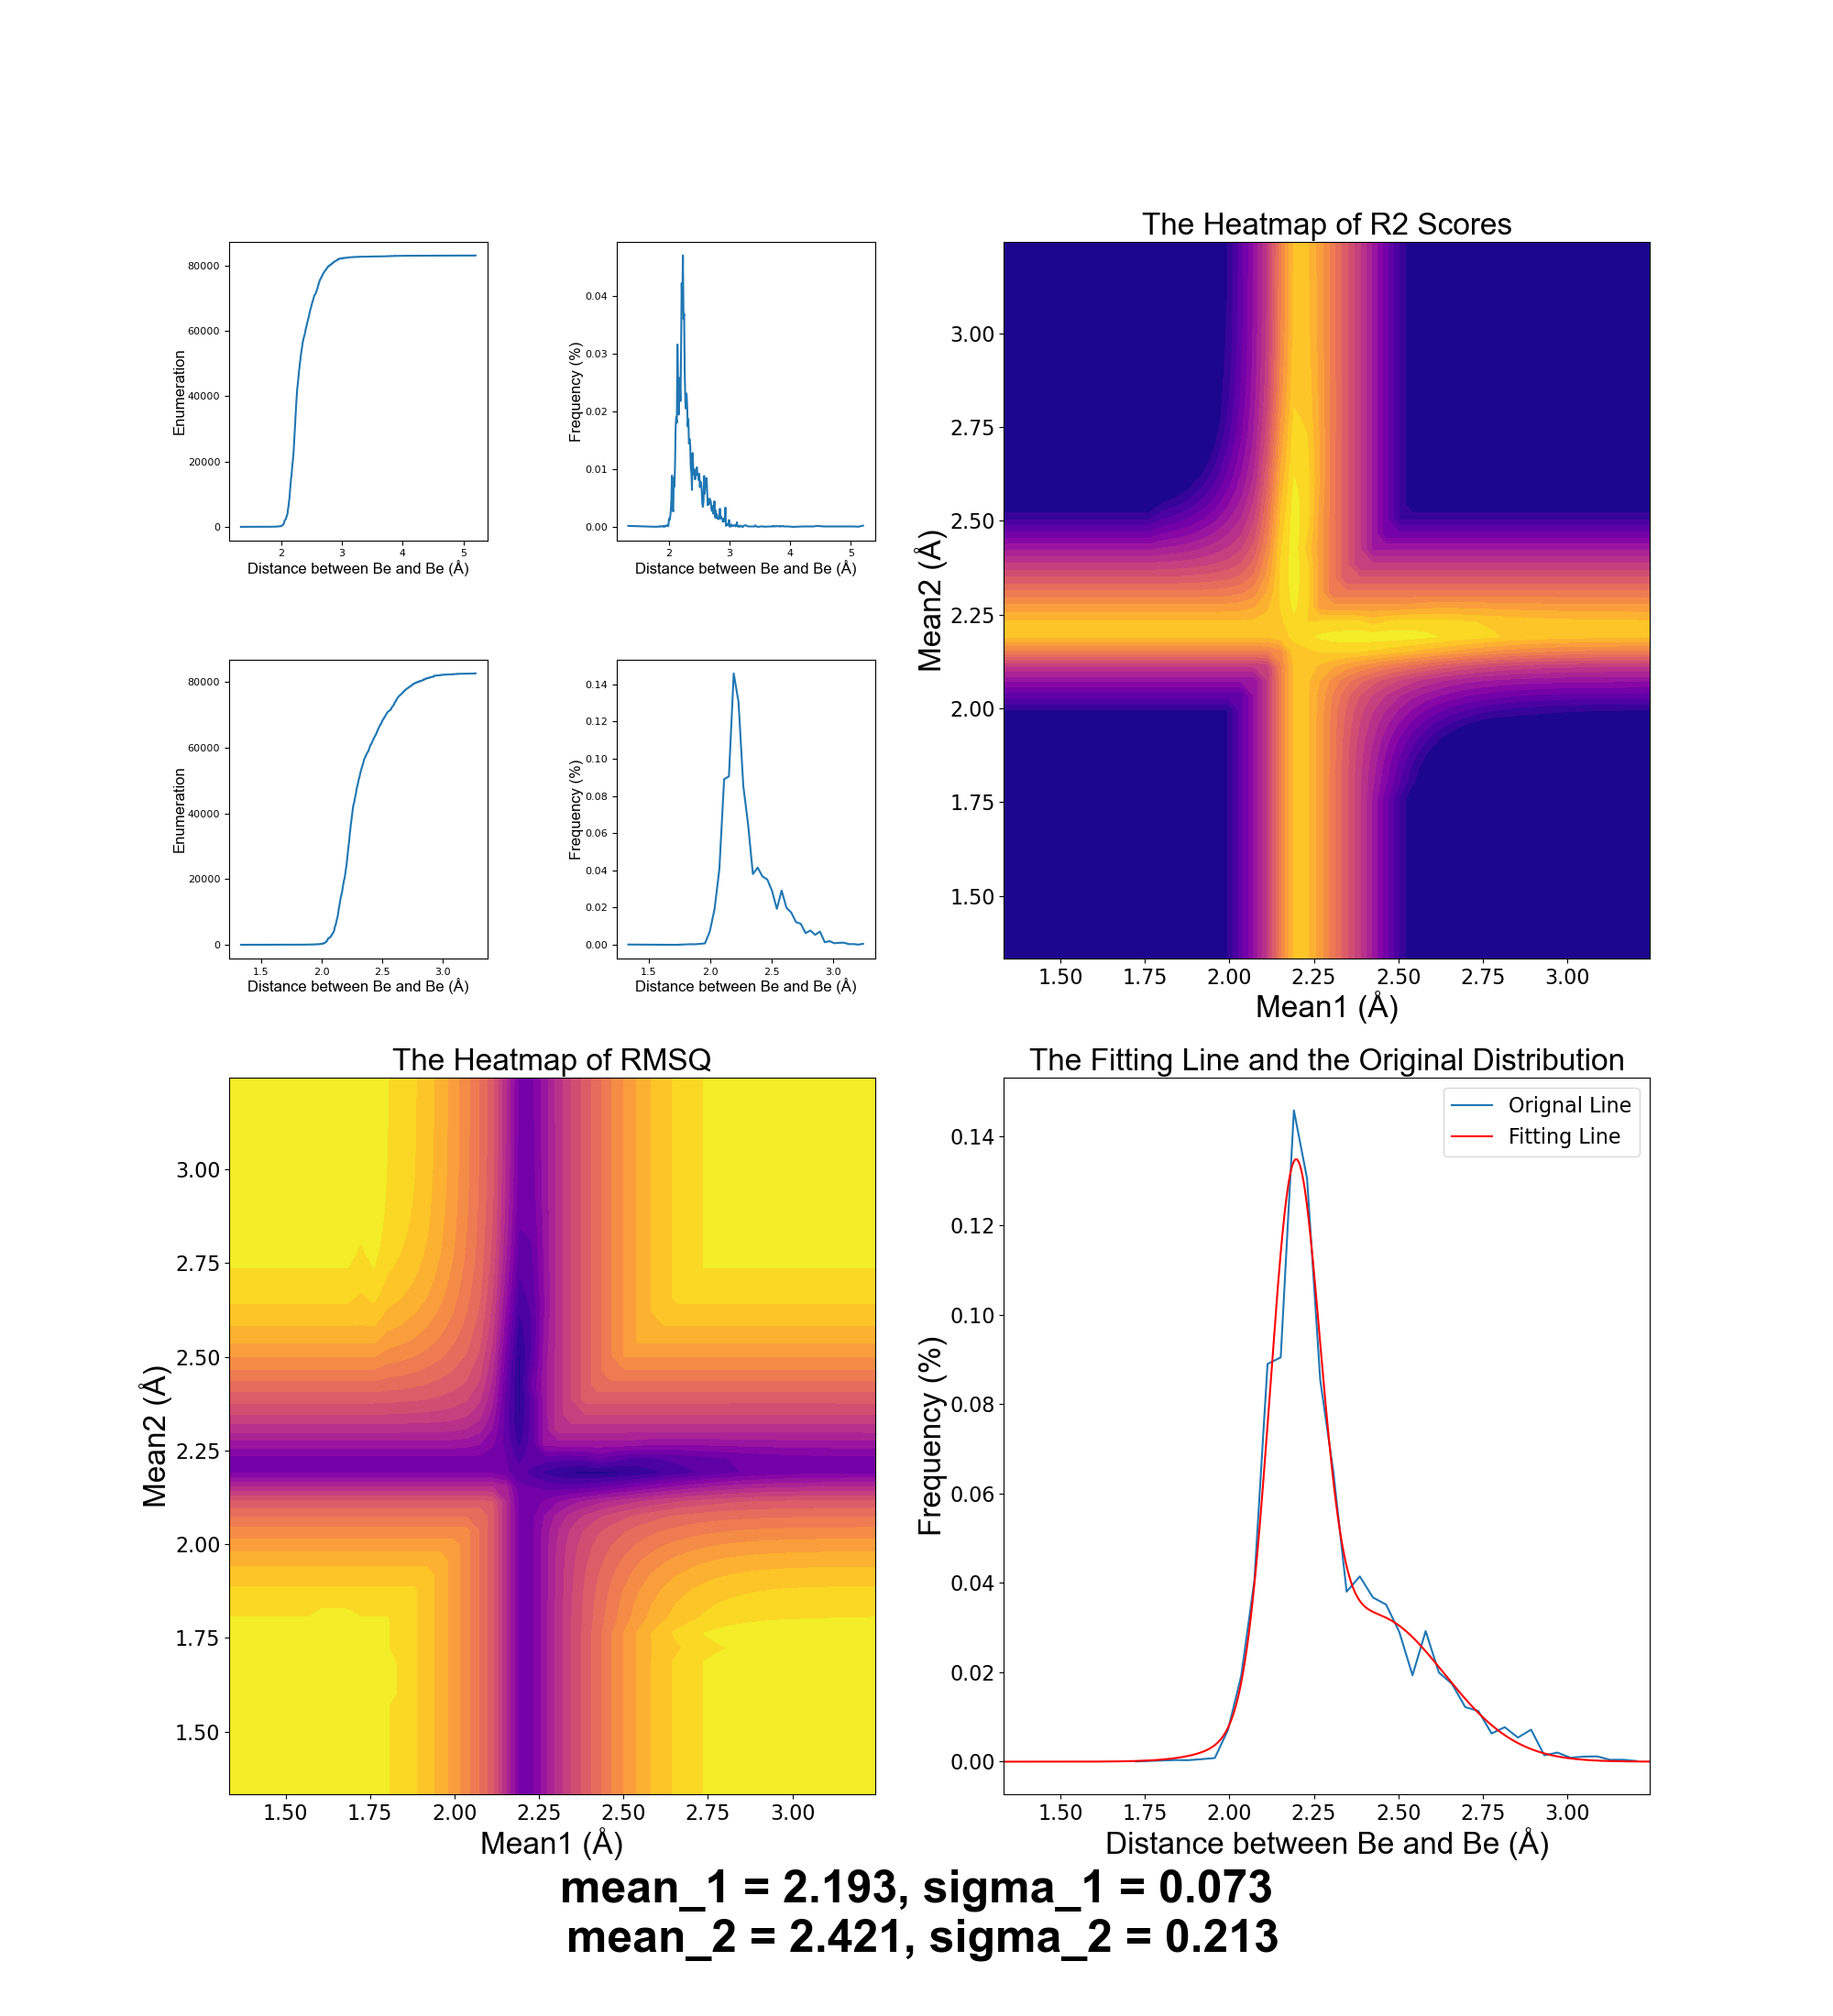 The Heatmap of R2 Scores
Enumeration
80000
60000
40000
20000
0
2 3 4 5
Distance between Be and Be (Å)
Frequency (%)
0.04
0.03
0.02
0.01
0.00
2 3 4 5
Distance between Be and Be (Å)
Mean2 (Å)
3.00
2.75
2.50
2.25
2.00
1.75
1.50
1.50 1.75 2.00 2.25 2.50 2.75 3.00
Mean1 (Å)
Enumeration
80000
60000
40000
20000
0
1.5 2.0 2.5 3.0
Distance between Be and Be (Å)
Frequency (%)
0.14
0.12
0.10
0.08
0.06
0.04
0.02
0.00
1.5 2.0 2.5 3.0
Distance between Be and Be (Å)
The Heatmap of RMSQ
Mean2 (Å)
3.00
2.75
2.50
2.25
2.00
1.75
1.50
1.50 1.75 2.00 2.25 2.50 2.75 3.00
Mean1 (Å)
The Fitting Line and the Original Distribution
Orignal Line
Fitting Line
Frequency (%)
0.14
0.12
0.10
0.08
0.06
0.04
0.02
0.00
1.50 1.75 2.00 2.25 2.50 2.75 3.00
Distance between Be and Be (Å)
mean_1 = 2.193, sigma_1 = 0.073
mean_2 = 2.421, sigma_2 = 0.213